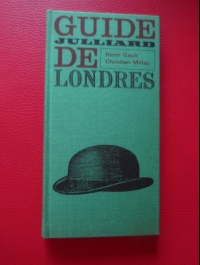 GUIDE
JULLIARD
DE
Henri Gault
Christian Millau
LONDRES